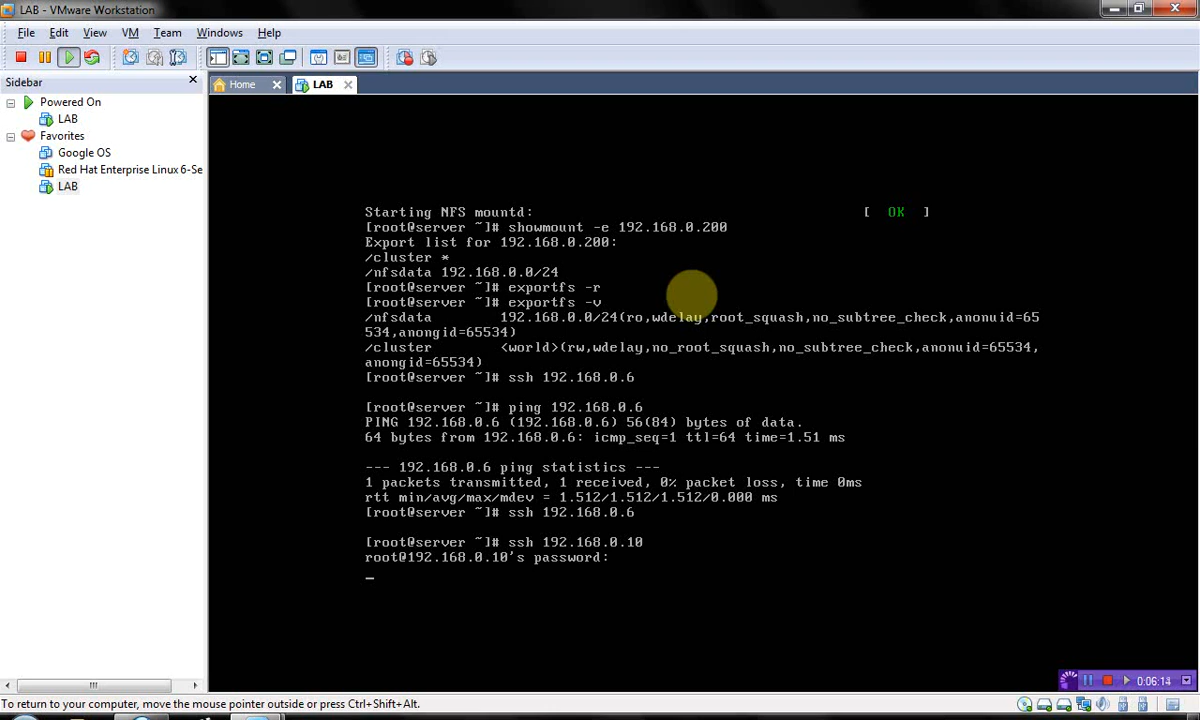 LAB - VMware Workstation
File Edit View VM Team Windows Help
Sidebar
Home
LAB
Powered On
LAB
Favorites
Google OS
Red Hat Enterprise Linux 6-Se
LAB
Starting NFS mountd: [ OK ]
[root@server ~]# showmount -e 192.168.0.200
Export list for 192.168.0.200:
/cluster *
/nfsdata 192.168.0.0/24
[root@server ~]# exportfs -r
[root@server ~]# exportfs -v
/nfsdata 192.168.0.0/24(ro,wdelay,root_squash,no_subtree_check,anonuid=65
534,anongid=65534)
/cluster <world>(rw,wdelay,no_root_squash,no_subtree_check,anonuid=65534,
anongid=65534)
[root@server ~]# ssh 192.168.0.6
[root@server ~]# ping 192.168.0.6
PING 192.168.0.6 (192.168.0.6) 56(84) bytes of data.
64 bytes from 192.168.0.6: icmp_seq=1 ttl=64 time=1.51 ms
--- 192.168.0.6 ping statistics ---
1 packets transmitted, 1 received, 0% packet loss, time 0ms
rtt min/avg/max/mdev = 1.512/1.512/1.512/0.000 ms
[root@server ~]# ssh 192.168.0.6
[root@server ~]# ssh 192.168.0.10
root@192.168.0.10's password:
_
0:06:14
To return to your computer, move the mouse pointer outside or press Ctrl+Shift+Alt.